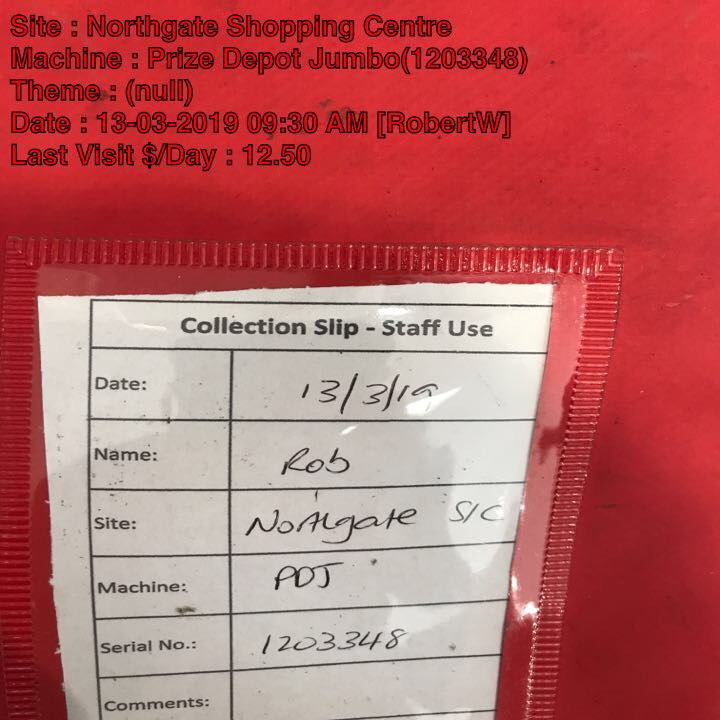 Site : Northgate Shopping Centre
Machine : Prize Depot Jumbo(1203348)
Theme : (null)
Date : 13-03-2019 09:30 AM [RobertW]
Last Visit $/Day : 12.50
Collection Slip - Staff Use
Date: 13/3/19
Name: Rob
Site: Northgate S/C
Machine: PDJ
Serial No.: 1203348
Comments: